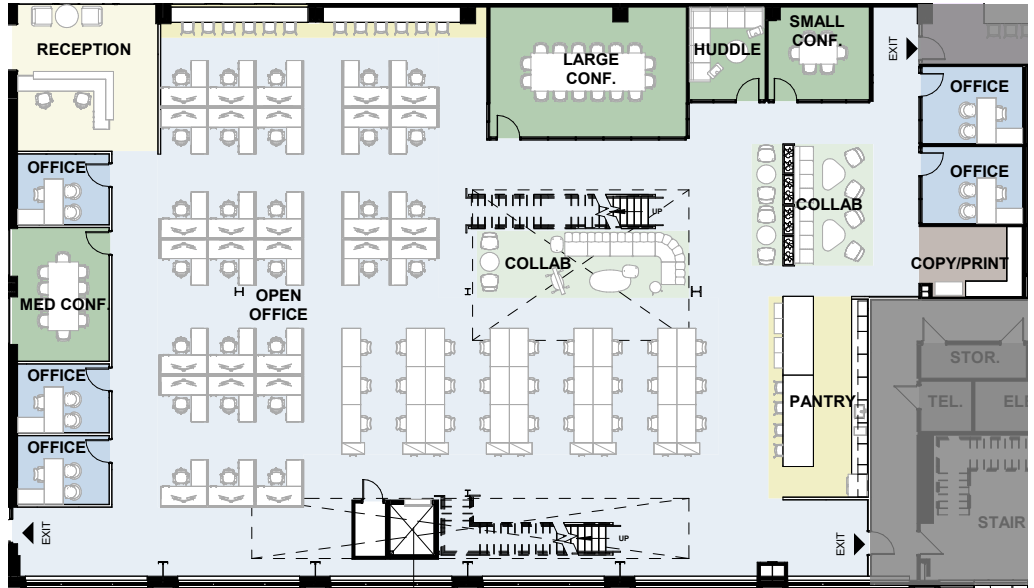 RECEPTION
LARGE
CONF.
HUDDLE
SMALL
CONF.
EXIT
OFFICE
OFFICE
OFFICE
COLLAB
UP
COLLAB
COPY/PRINT
MED CONF.
OPEN
OFFICE
STOR.
OFFICE
PANTRY
TEL.
ELE
OFFICE
STAIR
EXIT
UP
EXIT